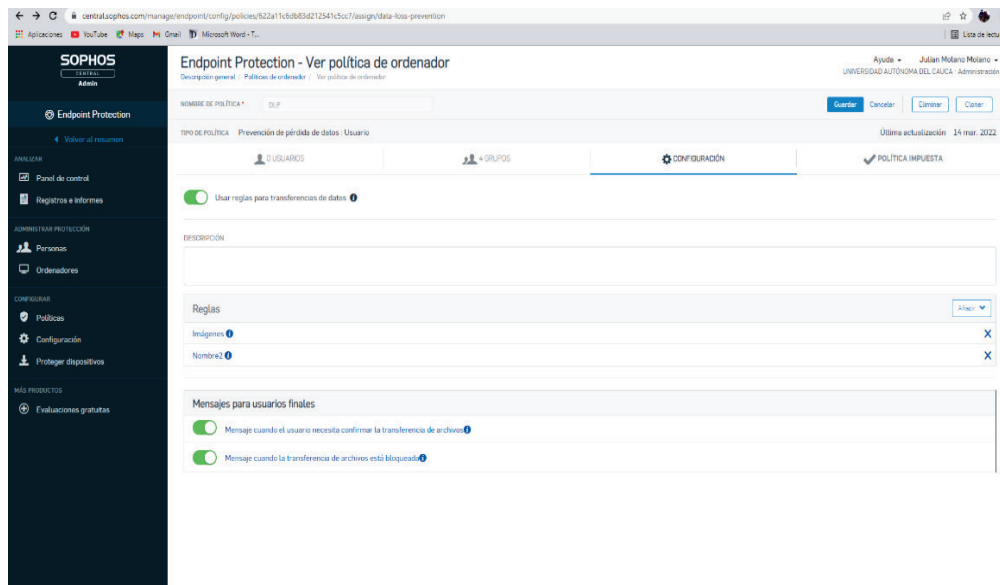 centralsophos.com/manage/endpoint/config/policies/622a11c6db83d212541c5cc7/assign/data-loss-prevention
Aplicaciones YouTube Maps Gmail Microsoft Word - T... Lista de lectu
SOPHOS
CENTRAL
Admin
Endpoint Protection - Ver política de ordenador
Descripción general / Políticas de ordenador / Ver política de ordenador
Ayuda Julian Molano Molano
UNIVERSIDAD AUTÓNOMA DEL CAUCA · Administración
Endpoint Protection
NOMBRE DE POLÍTICA * DLP
Guardar Cancelar Eliminar Clonar
Volver al resumen
TIPO DE POLÍTICA Prevención de pérdida de datos : Usuario
Última actualización 14 mar. 2022
ANALIZAR
Panel de control
Registros e informes
0 USUARIOS 4 GRUPOS CONFIGURACIÓN POLÍTICA IMPUESTA
Usar reglas para transferencias de datos
ADMINISTRAR PROTECCIÓN
Personas
Ordenadores
DESCRIPCIÓN
CONFIGURAR
Políticas
Configuración
Proteger dispositivos
Reglas Añadir
Imágenes X
Nombre2 X
MÁS PRODUCTOS
Evaluaciones gratuitas
Mensajes para usuarios finales
Mensaje cuando el usuario necesita confirmar la transferencia de archivos
Mensaje cuando la transferencia de archivos está bloqueada